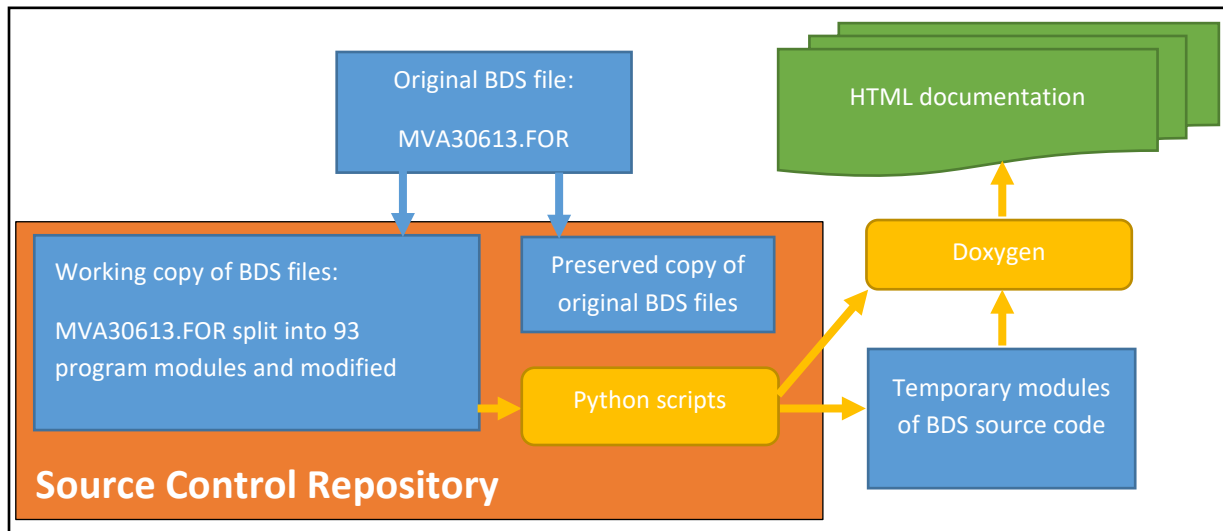 Original BDS file:
MVA30613.FOR
HTML documentation
Working copy of BDS files:
MVA30613.FOR split into 93
program modules and modified
Preserved copy of
original BDS files
Doxygen
Python scripts
Temporary modules
of BDS source code
Source Control Repository